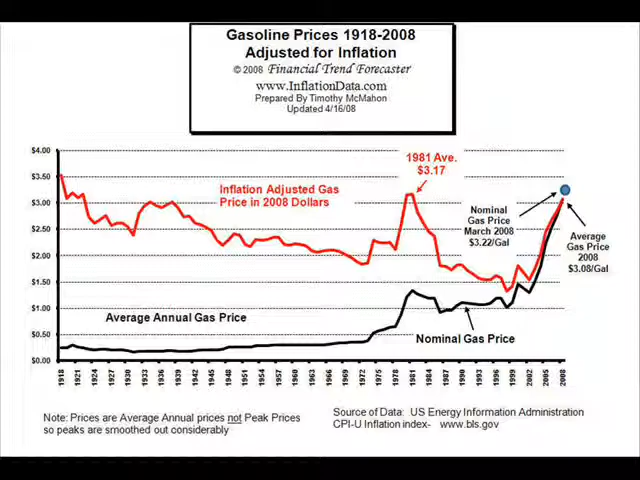 Gasoline Prices 1918-2008
Adjusted for Inflation
© 2008 Financial Trend Forecaster
www.InflationData.com
Prepared By Timothy McMahon
Updated 4/16/08
$4.00
$3.50
$3.00
$2.50
$2.00
$1.50
$1.00
$0.50
$0.00
1981 Ave.
$3.17
Inflation Adjusted Gas
Price in 2008 Dollars
Nominal
Gas Price
March 2008
$3.22/Gal
Average
Gas Price
2008
$3.08/Gal
Average Annual Gas Price
Nominal Gas Price
1918 1921 1924 1927 1930 1933 1936 1939 1942 1945 1948 1951 1954 1957 1960 1963 1966 1969 1972 1975 1978 1981 1984 1987 1990 1993 1996 1999 2002 2005 2008
Note: Prices are Average Annual prices not Peak Prices
so peaks are smoothed out considerably
Source of Data: US Energy Information Administration
CPI-U Inflation index- www.bls.gov